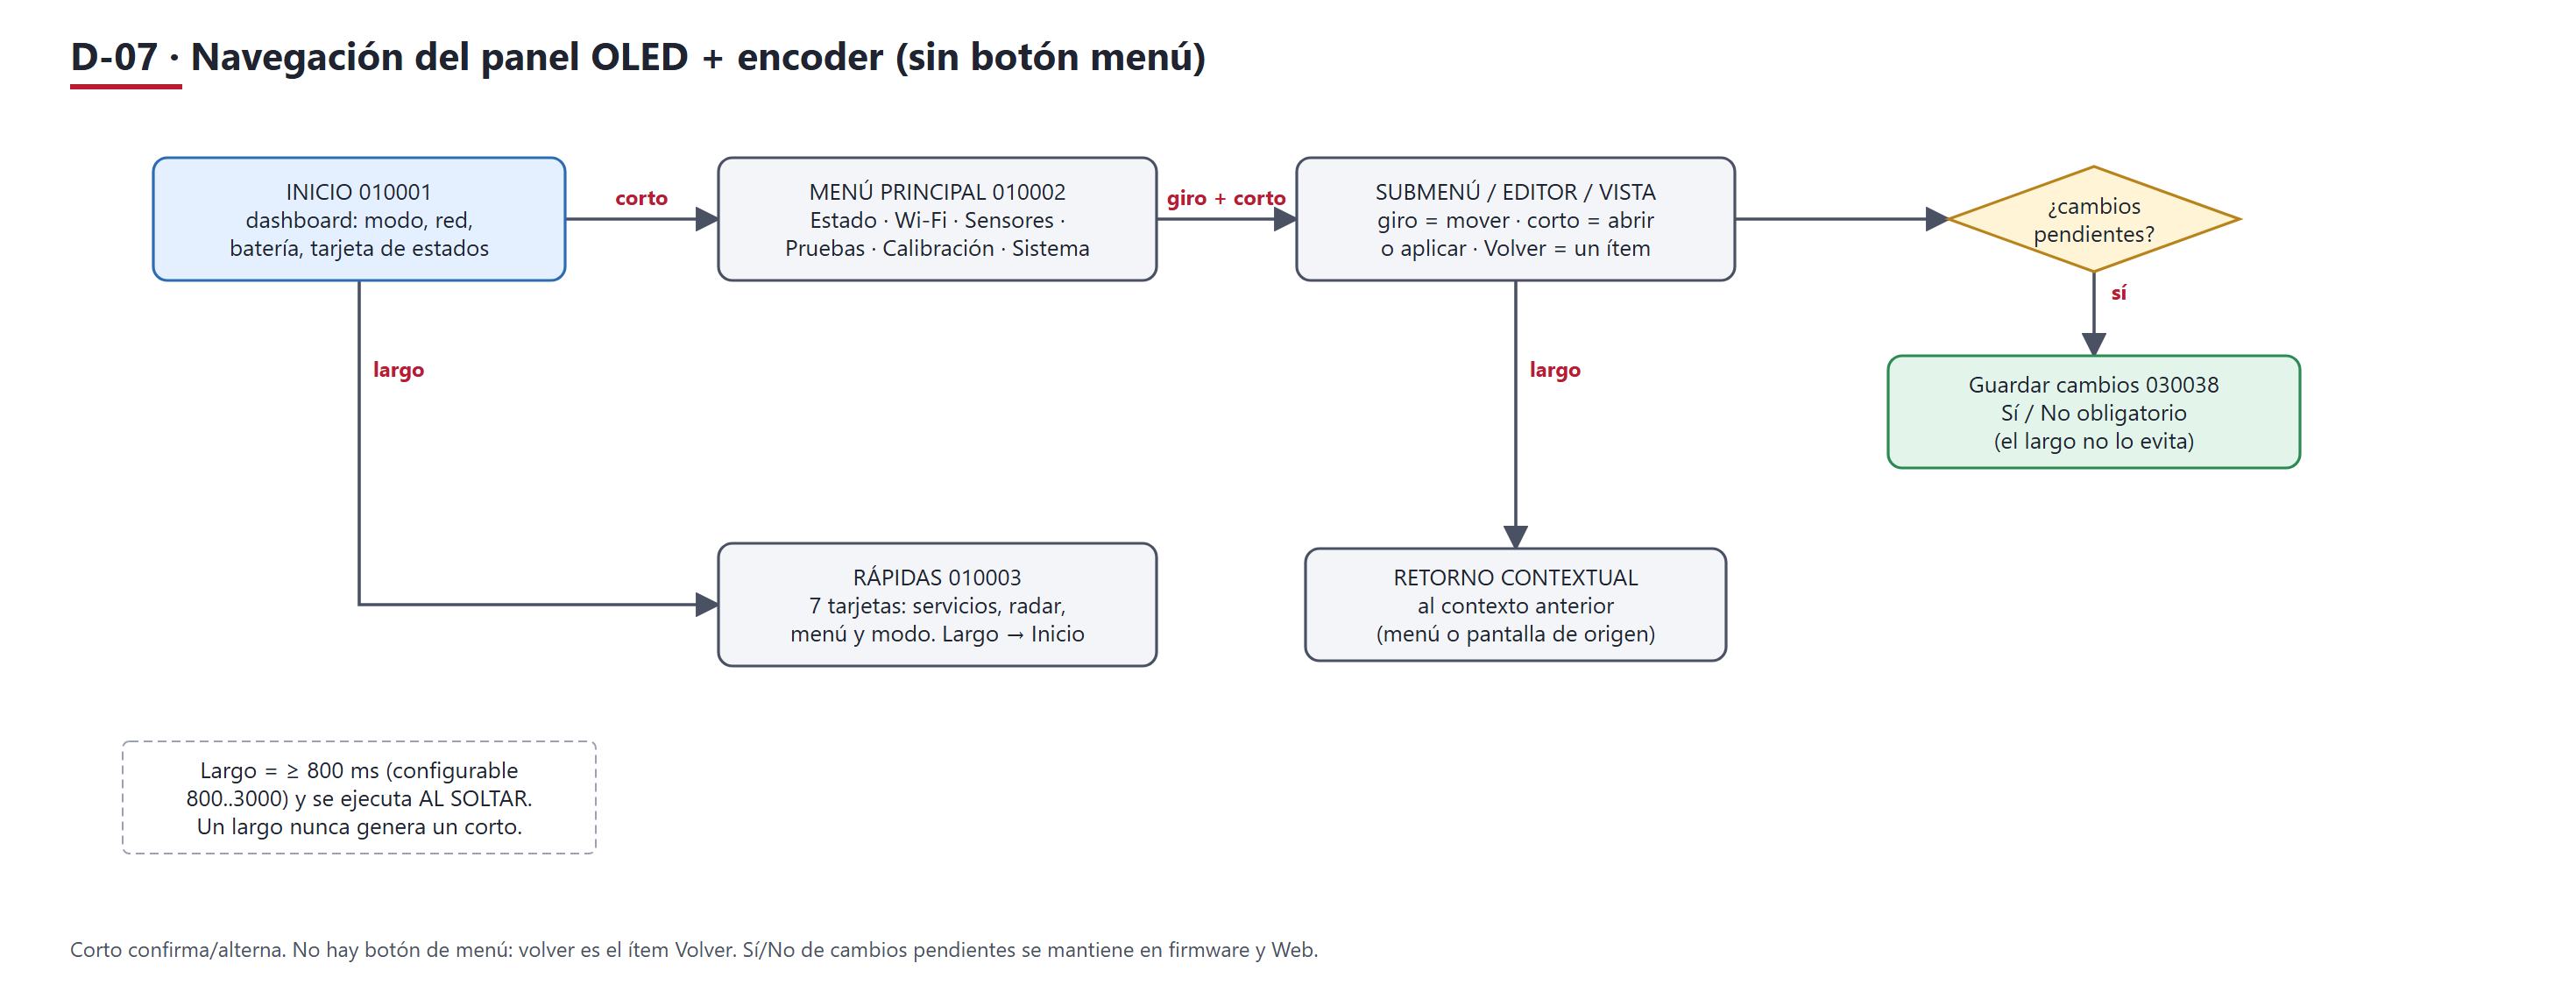 D-07 · Navegación del panel OLED + encoder (sin botón menú)
INICIO 010001
dashboard: modo, red,
batería, tarjeta de estados
corto
MENÚ PRINCIPAL 010002
Estado · Wi-Fi · Sensores ·
Pruebas · Calibración · Sistema
giro + corto
SUBMENÚ / EDITOR / VISTA
giro = mover · corto = abrir
o aplicar · Volver = un ítem
¿cambios
pendientes?
sí
largo
largo
Guardar cambios 030038
Sí / No obligatorio
(el largo no lo evita)
RÁPIDAS 010003
7 tarjetas: servicios, radar,
menú y modo. Largo → Inicio
RETORNO CONTEXTUAL
al contexto anterior
(menú o pantalla de origen)
Largo = ≥ 800 ms (configurable
800..3000) y se ejecuta AL SOLTAR.
Un largo nunca genera un corto.
Corto confirma/alterna. No hay botón de menú: volver es el ítem Volver. Sí/No de cambios pendientes se mantiene en firmware y Web.